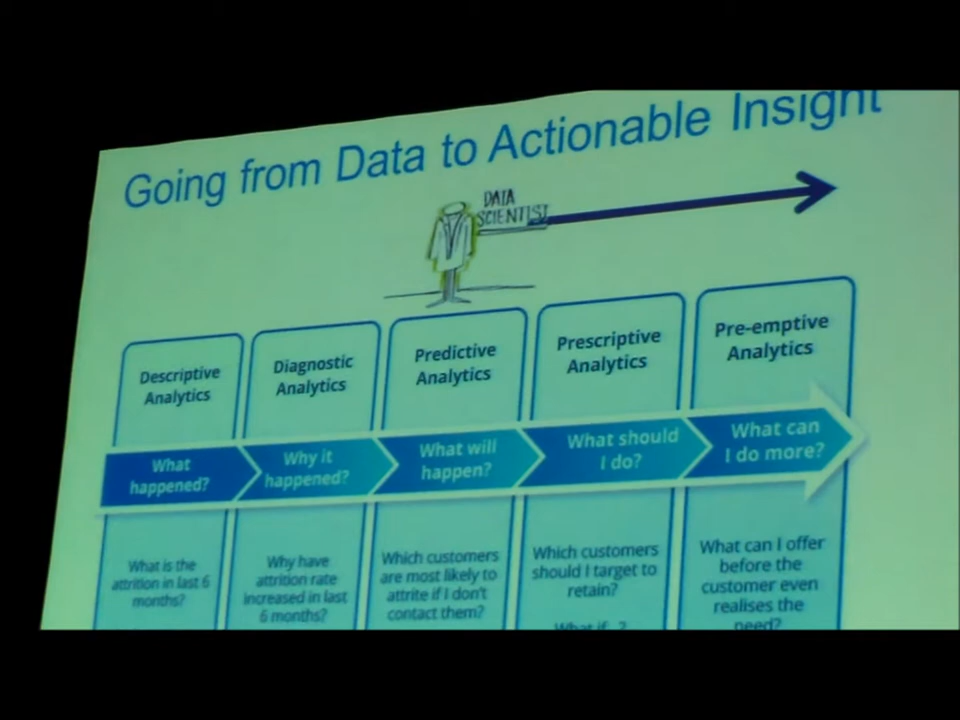 Going from Data to Actionable Insight
DATA
SCIENTIST
Descriptive
Analytics
Diagnostic
Analytics
Predictive
Analytics
Prescriptive
Analytics
Pre-emptive
Analytics
What
happened?
Why it
happened?
What will
happen?
What should
I do?
What can
I do more?
What is the
attrition in last 6
months?
Why have
attrition rate
increased in last
6 months?
Which customers
are most likely to
attrite if I don't
contact them?
Which customers
should I target to
retain?
What if..?
What can I offer
before the
customer even
realises the
need?